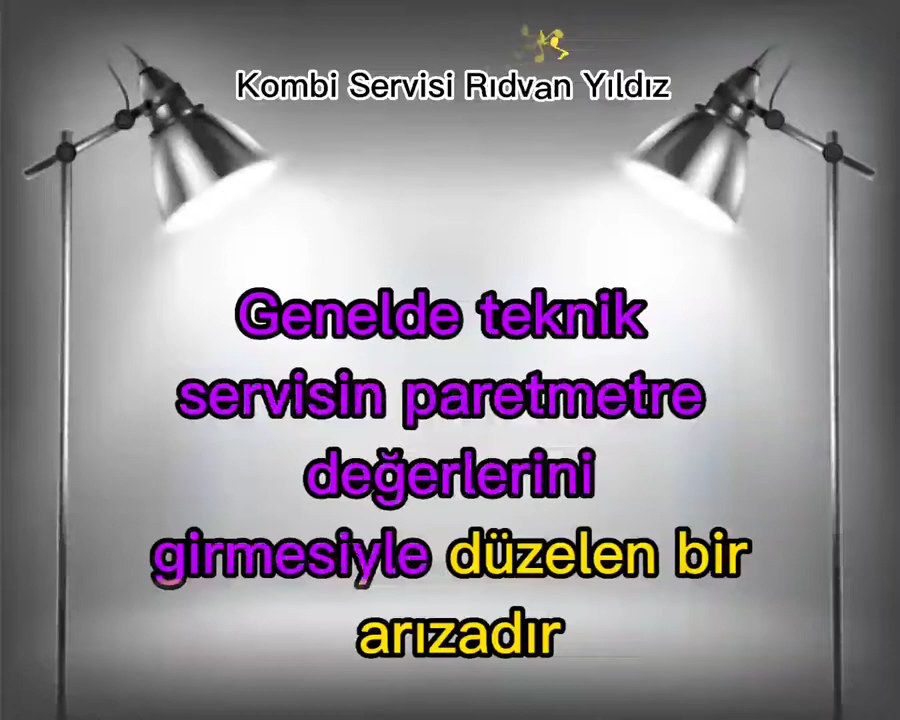 Kombi Servisi Rıdvan Yıldız
Genelde teknik
servisin paretmetre
değerlerini
girmesiyle düzelen bir
arızadır